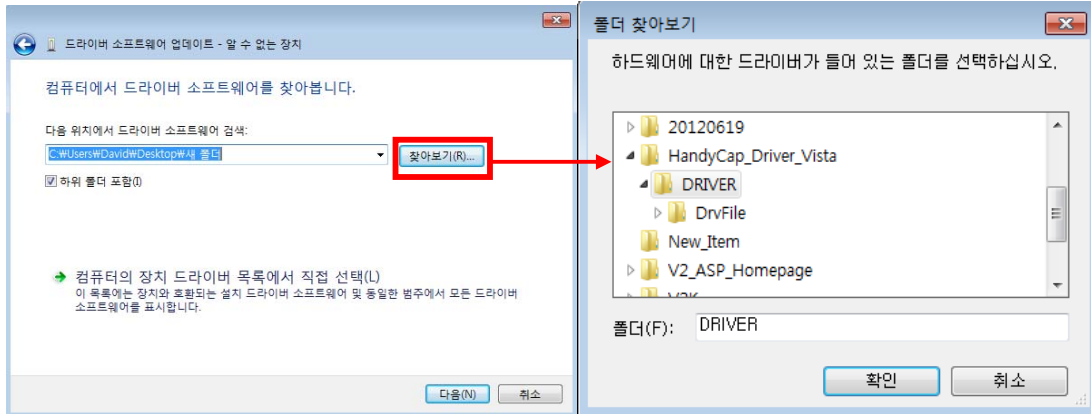 드라이버 소프트웨어 업데이트 - 알 수 없는 장치
컴퓨터에서 드라이버 소프트웨어를 찾아봅니다.
다음 위치에서 드라이버 소프트웨어 검색:
C:₩Users₩David₩Desktop₩새 폴더
찾아보기(R)...
하위 폴더 포함(I)
컴퓨터의 장치 드라이버 목록에서 직접 선택(L)
이 목록에는 장치와 호환되는 설치 드라이버 소프트웨어 및 동일한 범주에서 모든 드라이버
소프트웨어를 표시합니다.
다음(N)
취소
폴더 찾아보기
하드웨어에 대한 드라이버가 들어 있는 폴더를 선택하십시오.
20120619
HandyCap_Driver_Vista
DRIVER
DrvFile
New_Item
V2_ASP_Homepage
폴더(F):
DRIVER
확인
취소